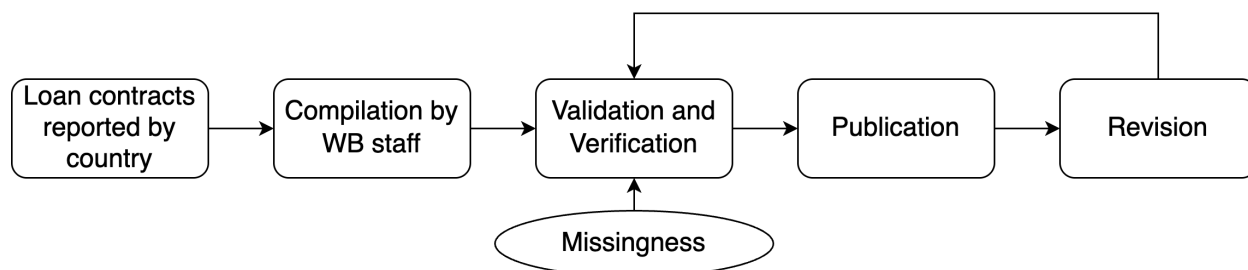 Loan contracts
reported by
country
Compilation by
WB staff
Validation and
Verification
Publication
Revision
Missingness